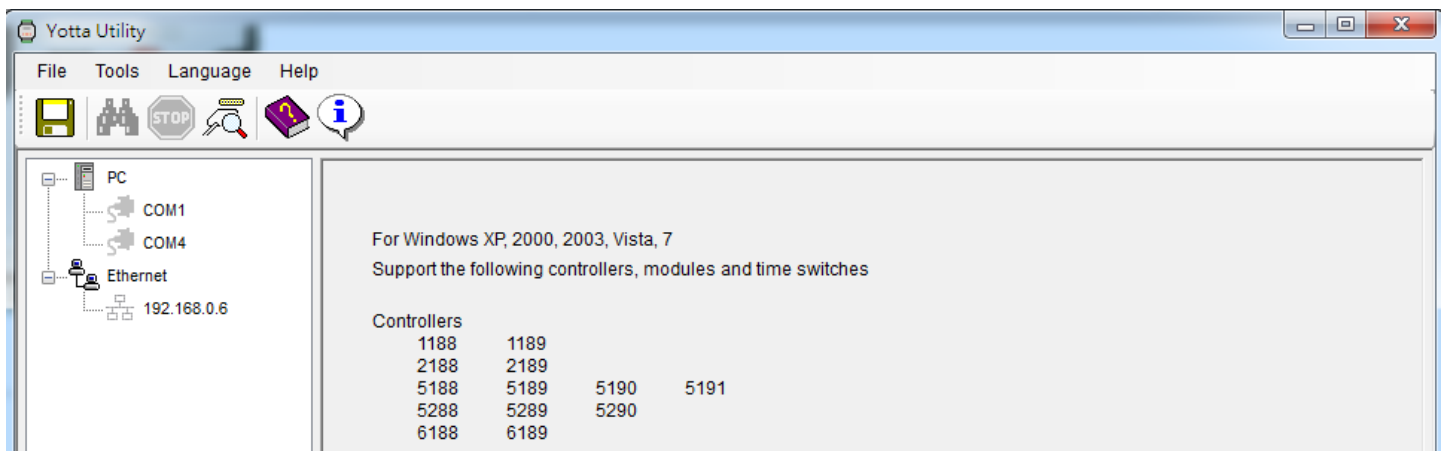 Yotta Utility
File Tools Language Help
STOP
PC
COM1
COM4
Ethernet
192.168.0.6
For Windows XP, 2000, 2003, Vista, 7
Support the following controllers, modules and time switches
Controllers
1188 1189
2188 2189
5188 5189 5190 5191
5288 5289 5290
6188 6189